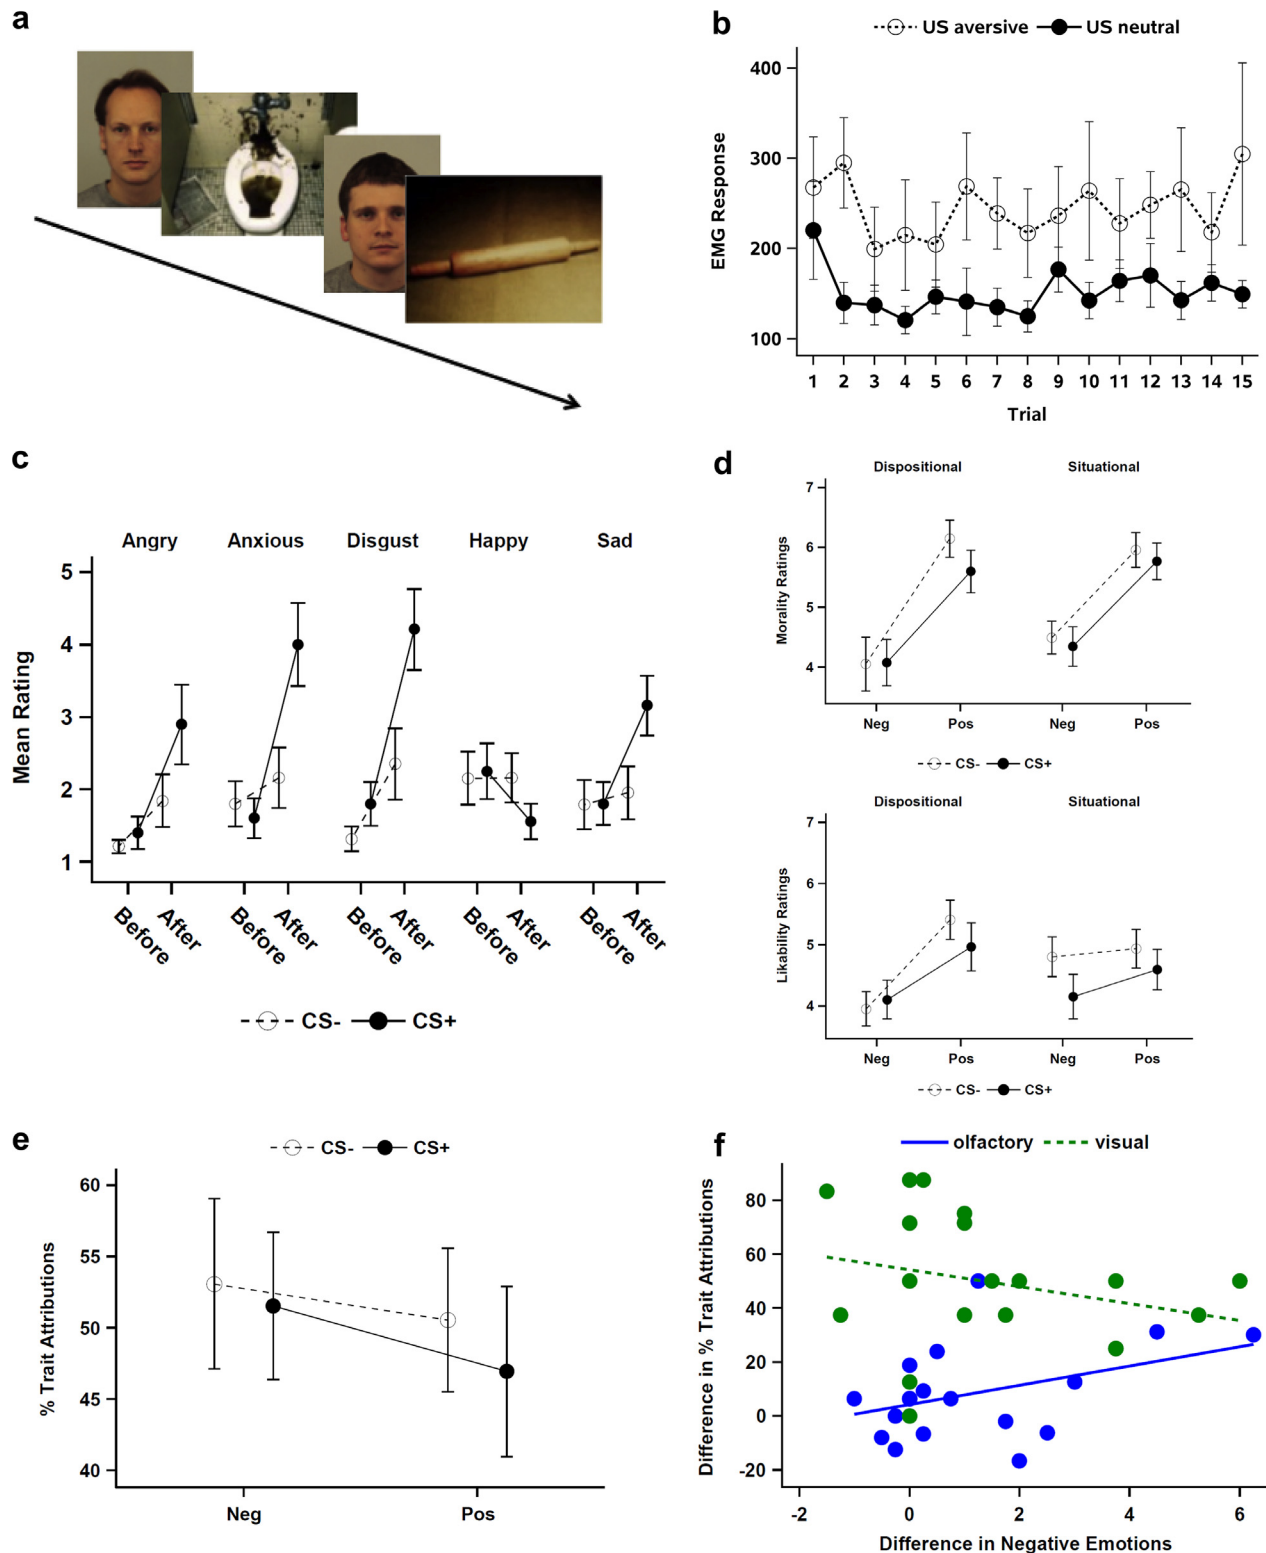 a
b
US aversive US neutral
EMG Response
400
300
200
100
1 2 3 4 5 6 7 8 9 10 11 12 13 14 15
Trial
c
Angry Anxious Disgust Happy Sad
Mean Rating
5
4
3
2
1
Before After Before After Before After Before After Before After
CS- CS+
d
Dispositional Situational
Morality Ratings
7
6
5
4
Neg Pos Neg Pos
CS- CS+
Dispositional Situational
Likability Ratings
7
6
5
4
Neg Pos Neg Pos
CS- CS+
e
CS- CS+
% Trait Attributions
60
55
50
45
40
Neg Pos
f
olfactory visual
Difference in % Trait Attributions
80
60
40
20
0
-20
-2 0 2 4 6
Difference in Negative Emotions